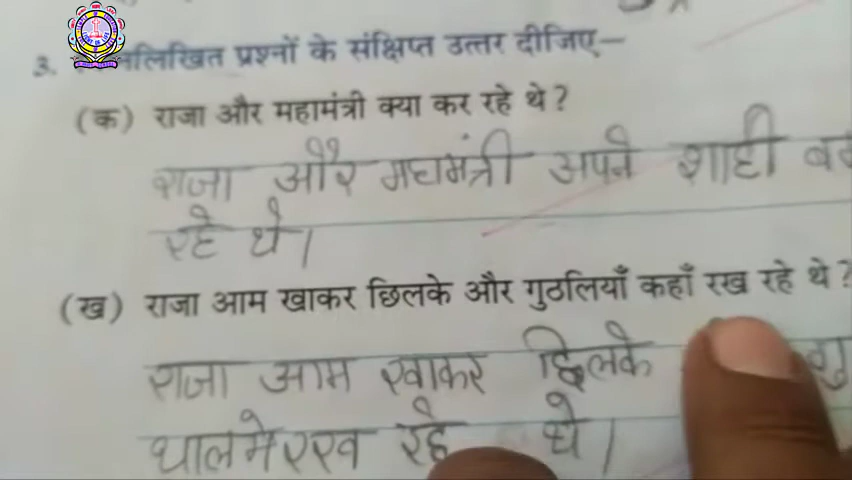 ३. लिखित प्रश्नों के संक्षिप्त उत्तर दीजिए—
(क) राजा और महामंत्री क्या कर रहे थे?
राजा और महामंत्री अपने शाही
रहे थे।
(ख) राजा आम खाकर छिलके और गुठलियाँ कहाँ रख रहे थे?
राजा आम खाकर छिलके
थालमे रख रहे थे।